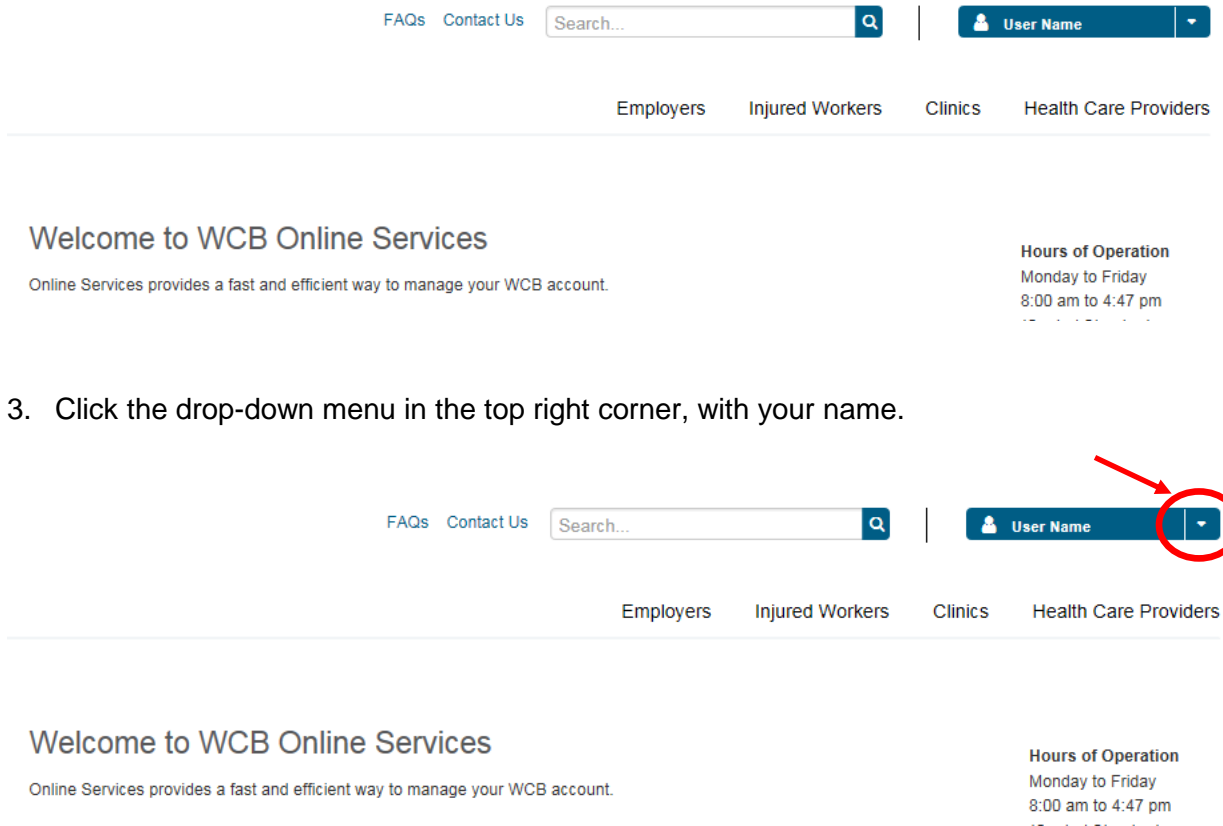 FAQs Contact Us Search... User Name
Employers Injured Workers Clinics Health Care Providers
Welcome to WCB Online Services
Online Services provides a fast and efficient way to manage your WCB account.
Hours of Operation
Monday to Friday
8:00 am to 4:47 pm
3. Click the drop-down menu in the top right corner, with your name.
FAQs Contact Us Search... User Name
Employers Injured Workers Clinics Health Care Providers
Welcome to WCB Online Services
Online Services provides a fast and efficient way to manage your WCB account.
Hours of Operation
Monday to Friday
8:00 am to 4:47 pm